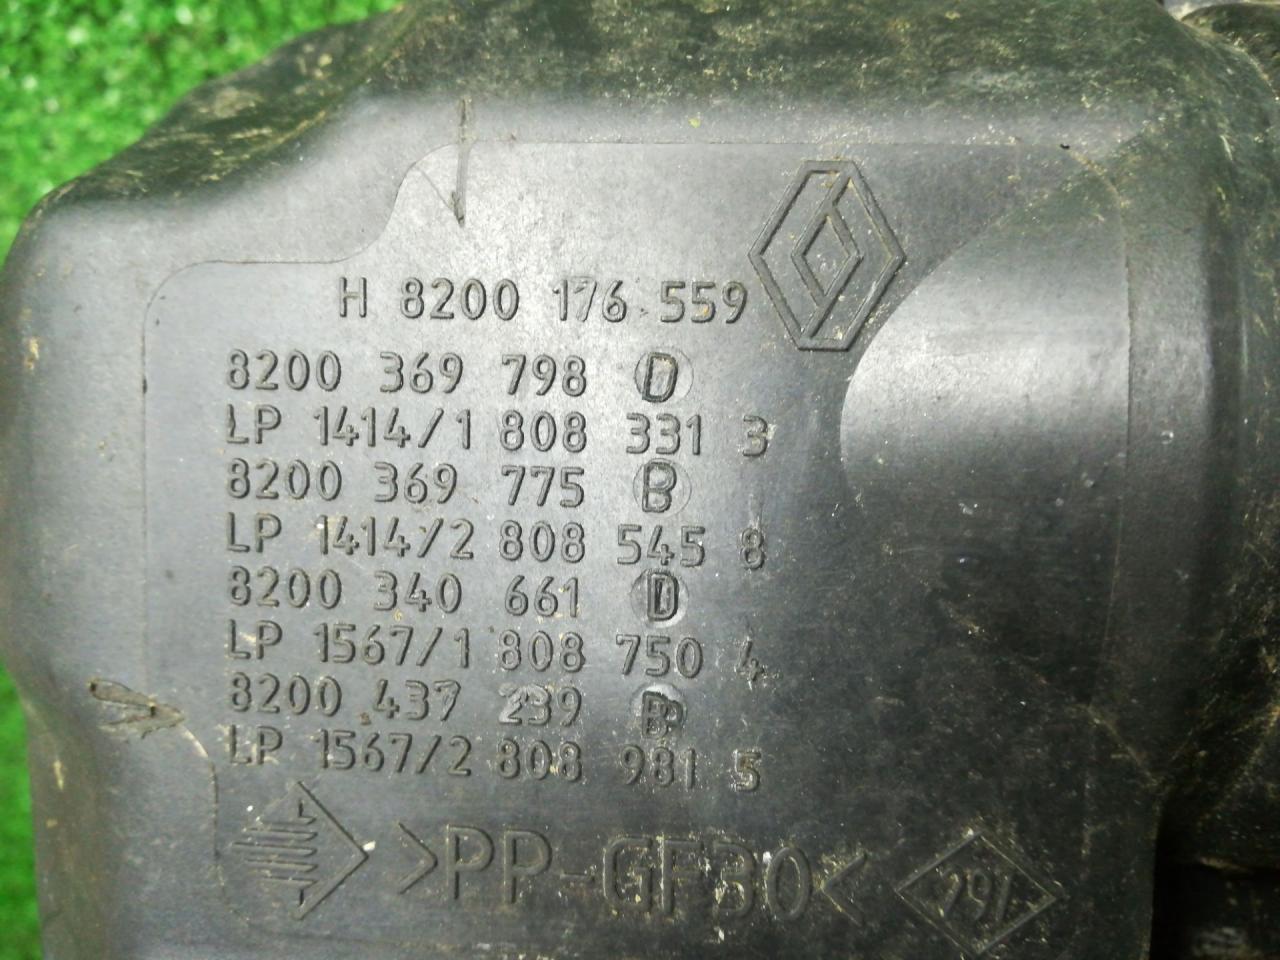 H 8200 176 559
8200 369 798 D
LP 1414/1 808 331 3
8200 369 775 B
LP 1414/2 808 545 8
8200 340 661 D
LP 1567/1 808 750 4
8200 437 239 B
LP 1567/2 808 981 5
>PP-GF30<